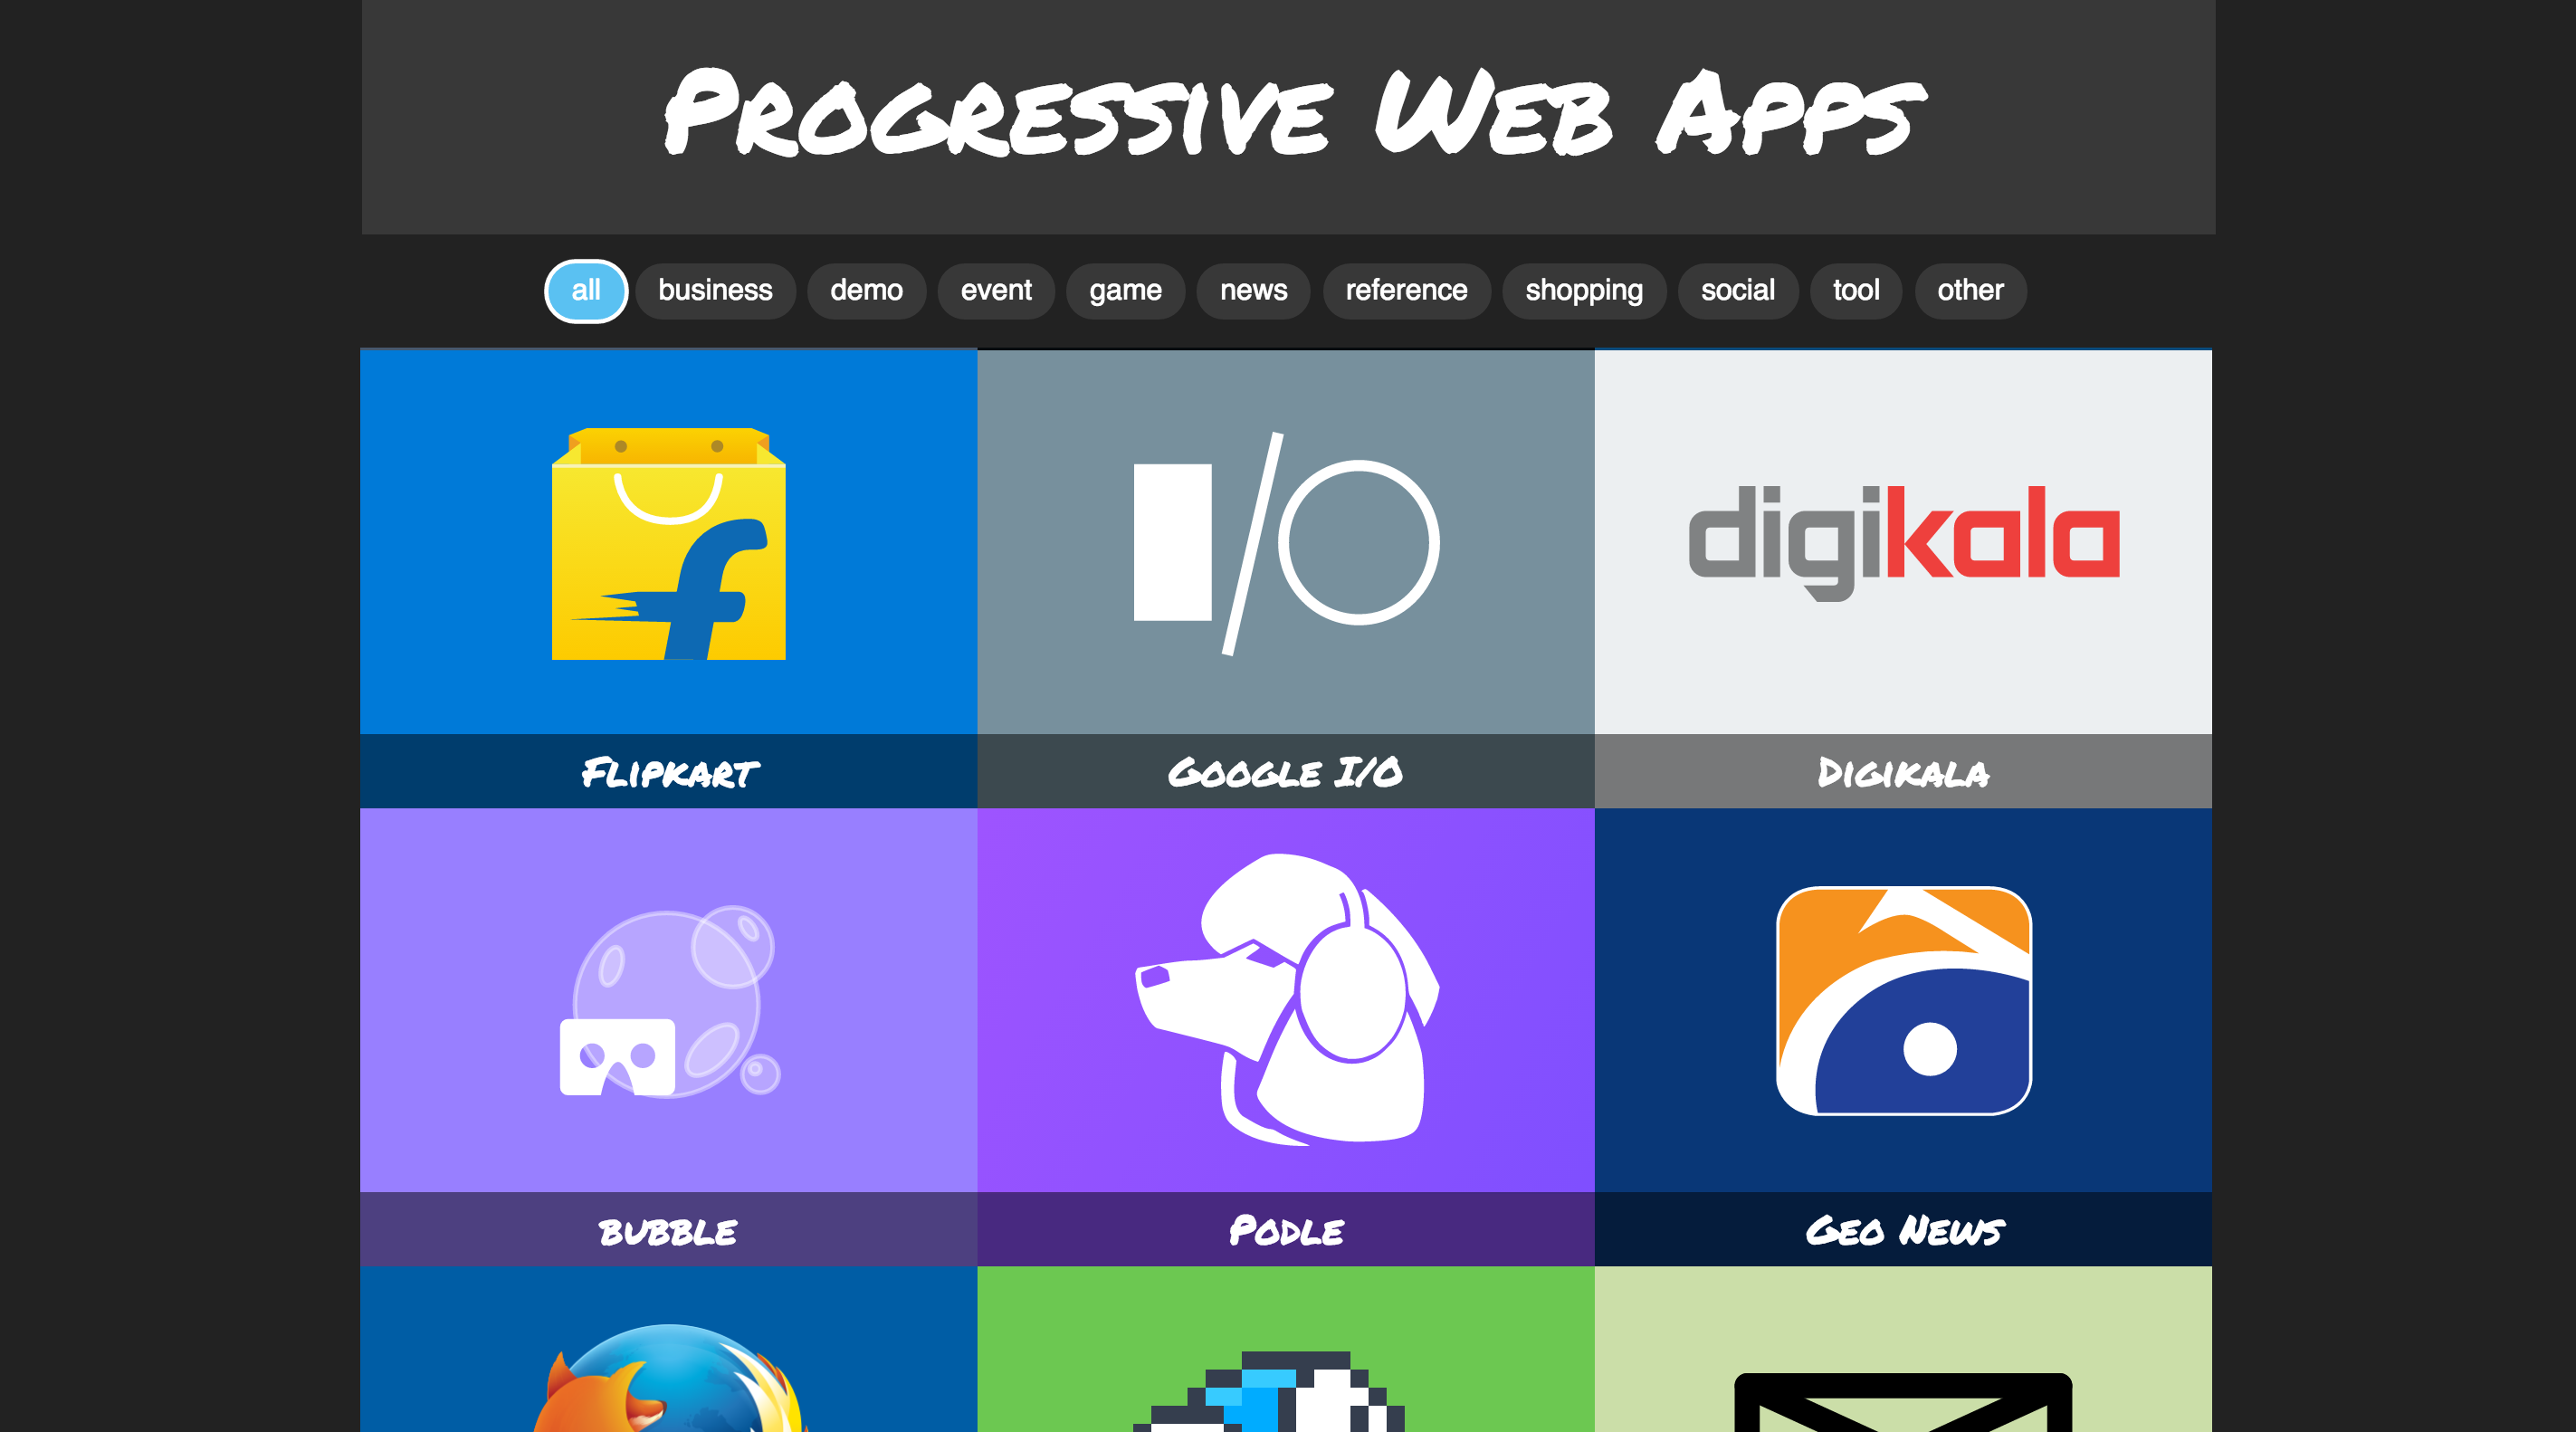 Progressive Web Apps
all business demo event game news reference shopping social tool other
I/O
digikala
Flipkart Google I/O Digikala
bubble Podle Geo News